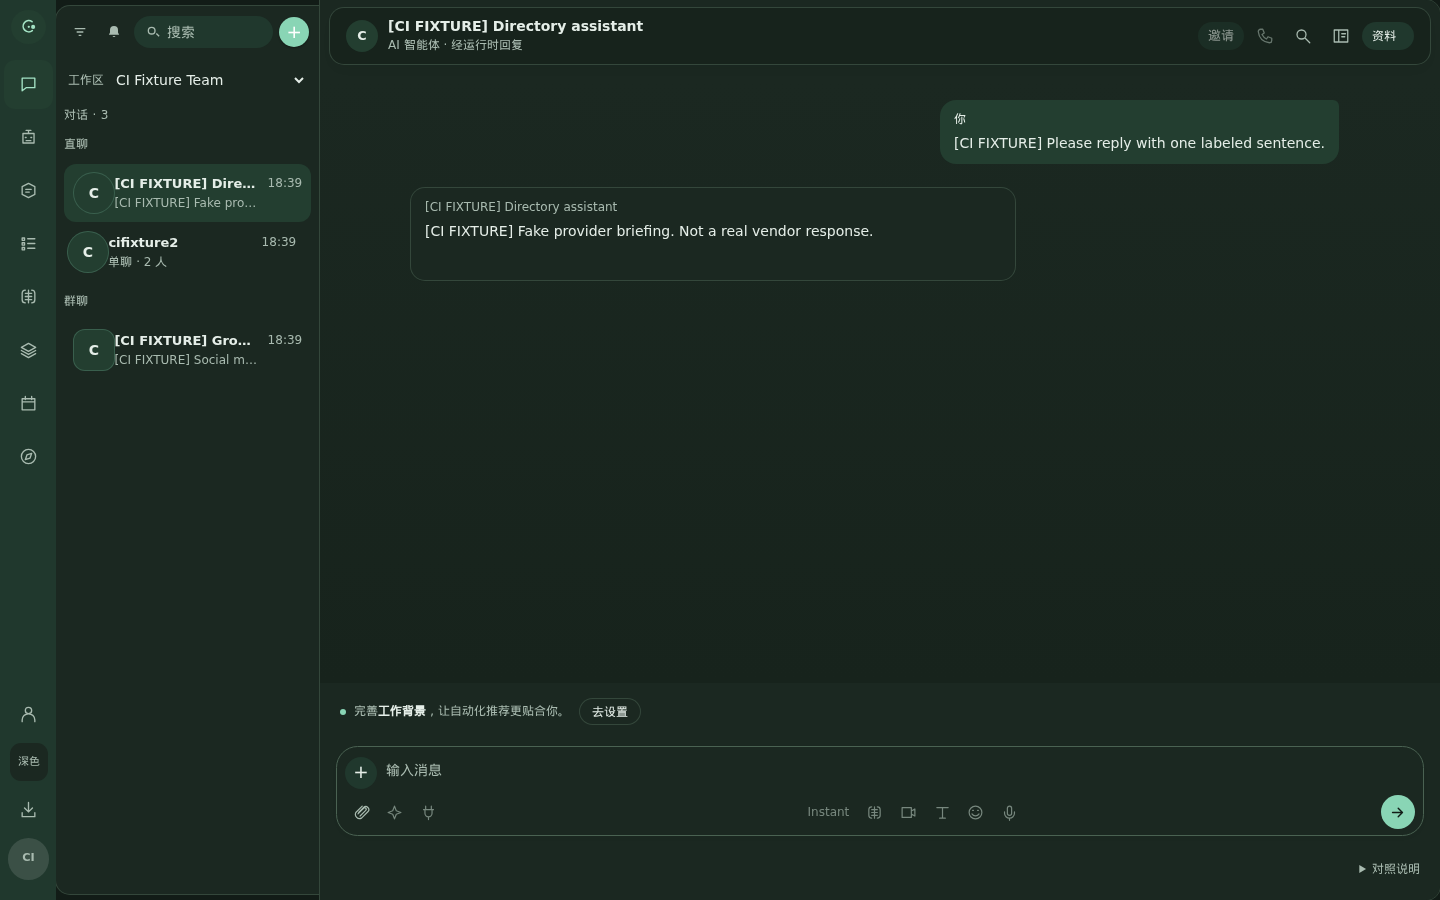 搜索
工作区 CI Fixture Team
对话 · 3
直聊
C
[CI FIXTURE] Dire... 18:39
[CI FIXTURE] Fake pro...
C
cifixture2 18:39
单聊 · 2 人
群聊
C
[CI FIXTURE] Gro... 18:39
[CI FIXTURE] Social m...
深色
CI
C
[CI FIXTURE] Directory assistant
AI 智能体 · 经运行时回复
邀请
资料
你
[CI FIXTURE] Please reply with one labeled sentence.
[CI FIXTURE] Directory assistant
[CI FIXTURE] Fake provider briefing. Not a real vendor response.
完善工作背景，让自动化推荐更贴合你。 去设置
输入消息
Instant
对照说明